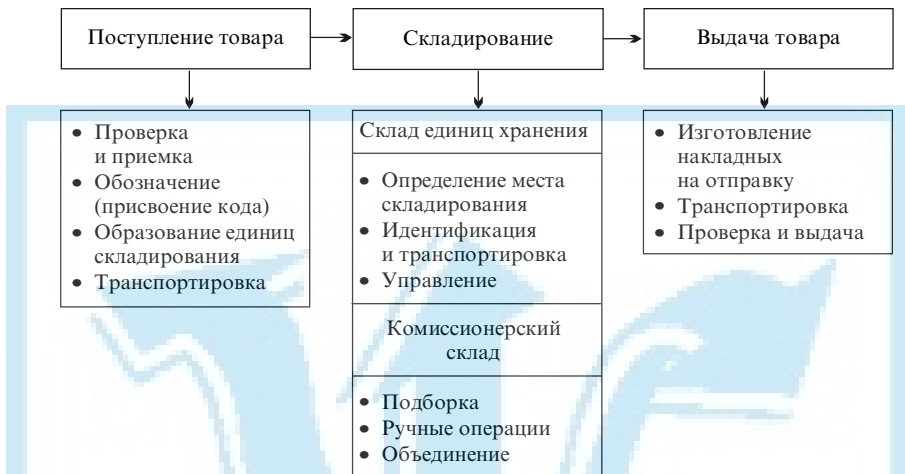 Поступление товара
Складирование
Выдача товара
• Проверка
и приемка
• Обозначение
(присвоение кода)
• Образование единиц
складирования
• Транспортировка
Склад единиц хранения
• Определение места
складирования
• Идентификация
и транспортировка
• Управление
Комиссионерский
склад
• Подборка
• Ручные операции
• Объединение
• Изготовление
накладных
на отправку
• Транспортировка
• Проверка и выдача